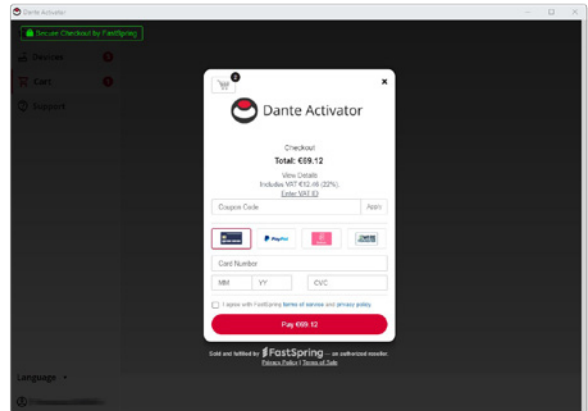 Dante Activator
Secure Checkout by FastSpring
Devices
Cart
Support
Dante Activator
Checkout
Total: €69.12
View Details
Includes VAT €12.46 (22%).
Enter VAT ID
Coupon Code
Apply
PayPal
Card Number
MM YY CVC
I agree with FastSpring terms of service and privacy policy.
Pay €69.12
Sold and fulfilled by FastSpring — an authorized reseller.
Privacy Policy | Terms of Sale
Language